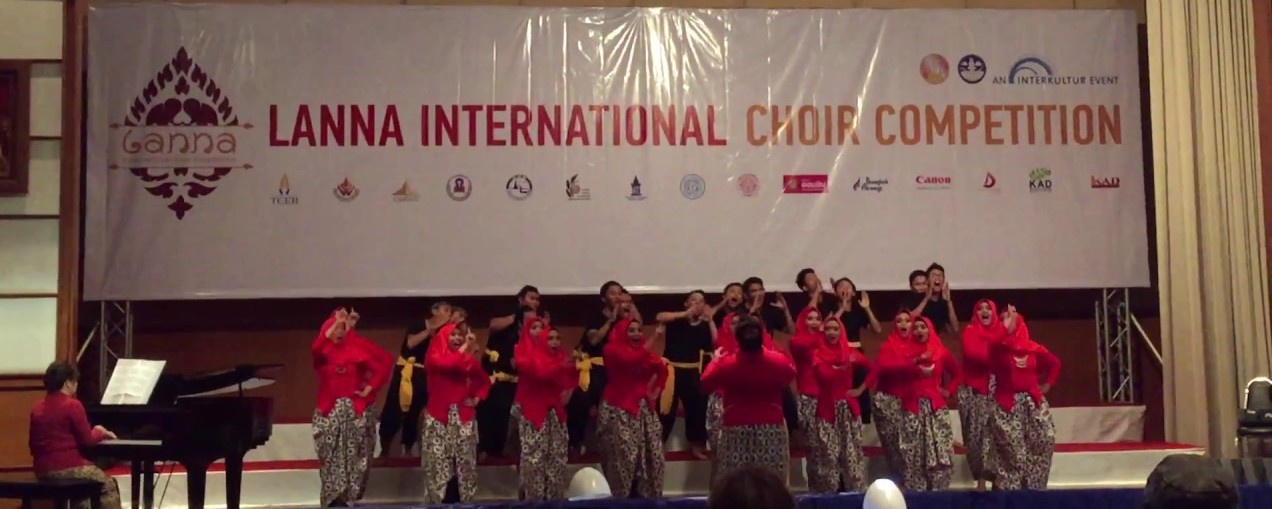 AN INTERKULTUR EVENT
Lanna
LANNA INTERNATIONAL CHOIR COMPETITION
TCEB
Canon
KAD